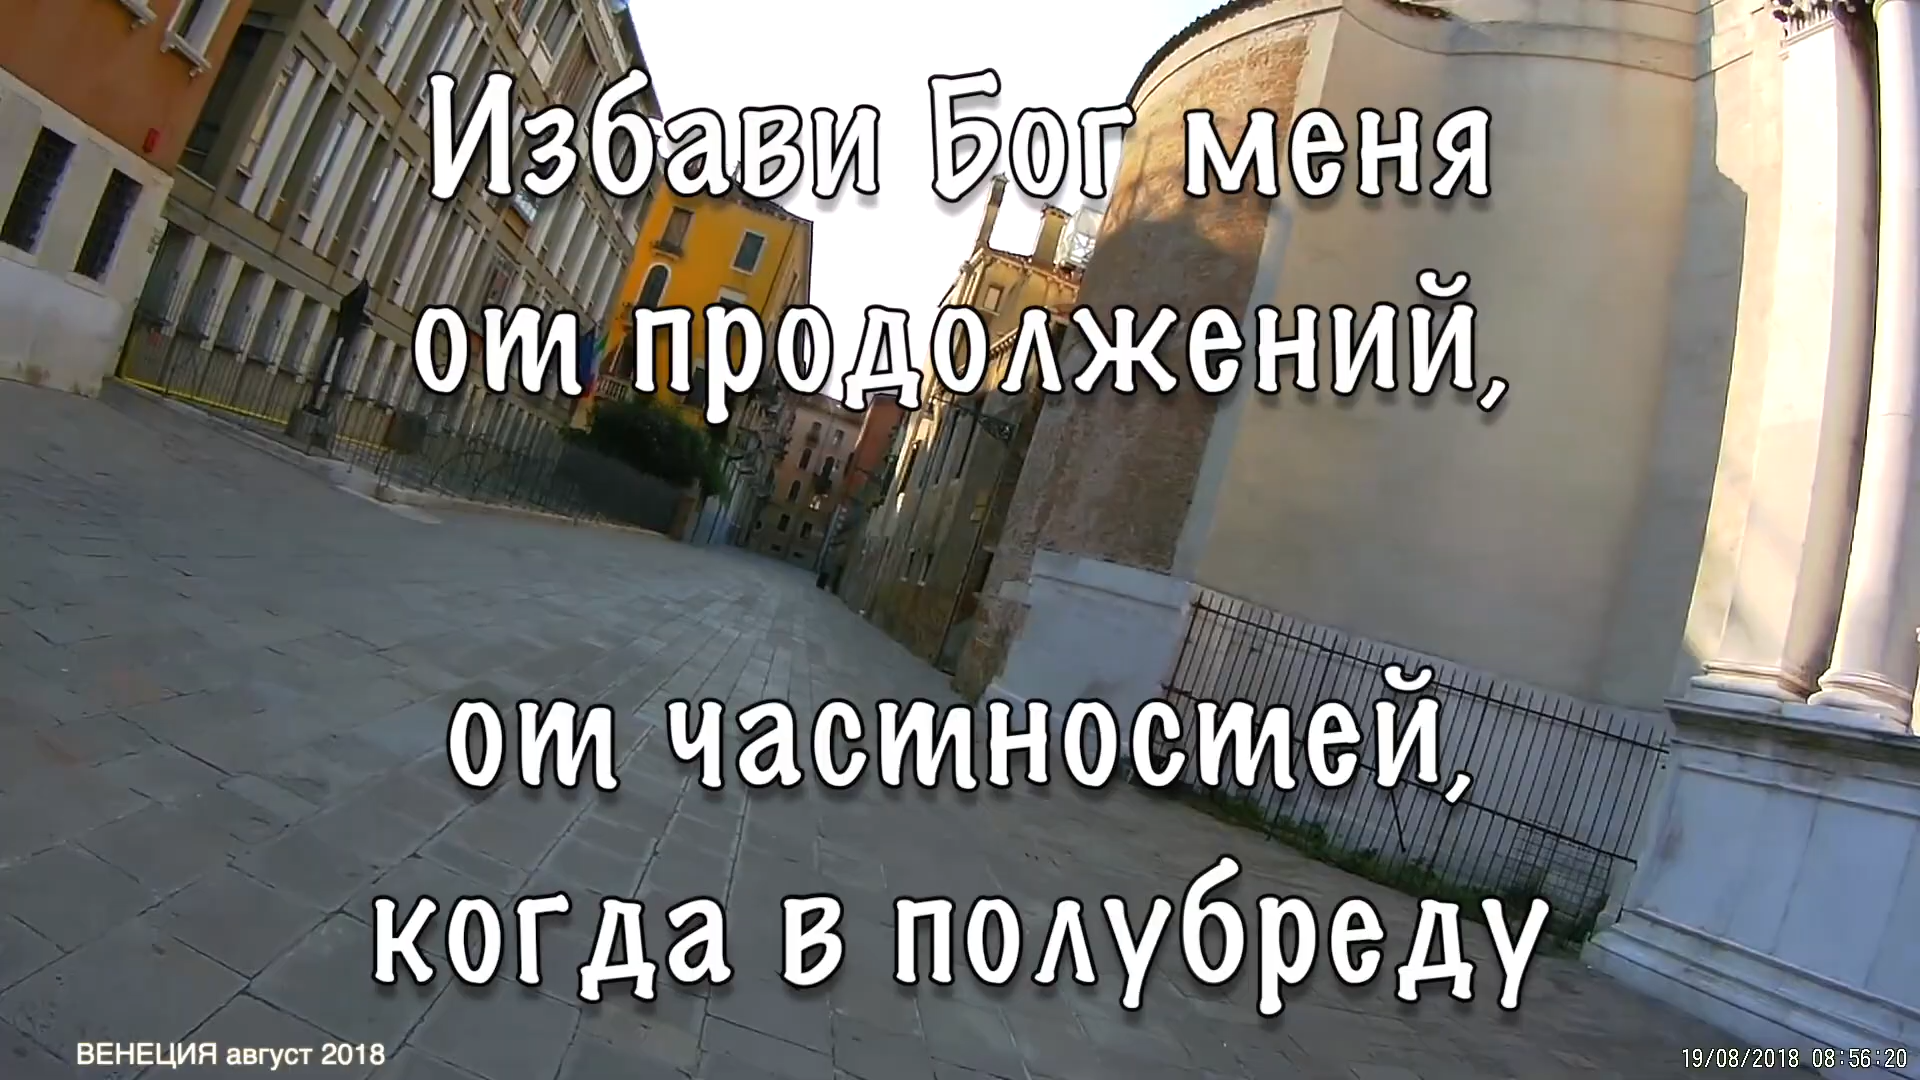 Избави Бог меня
от продолжений,
от частностей,
когда в полубреду
ВЕНЕЦИЯ август 2018
19/08/2018 08:56:20